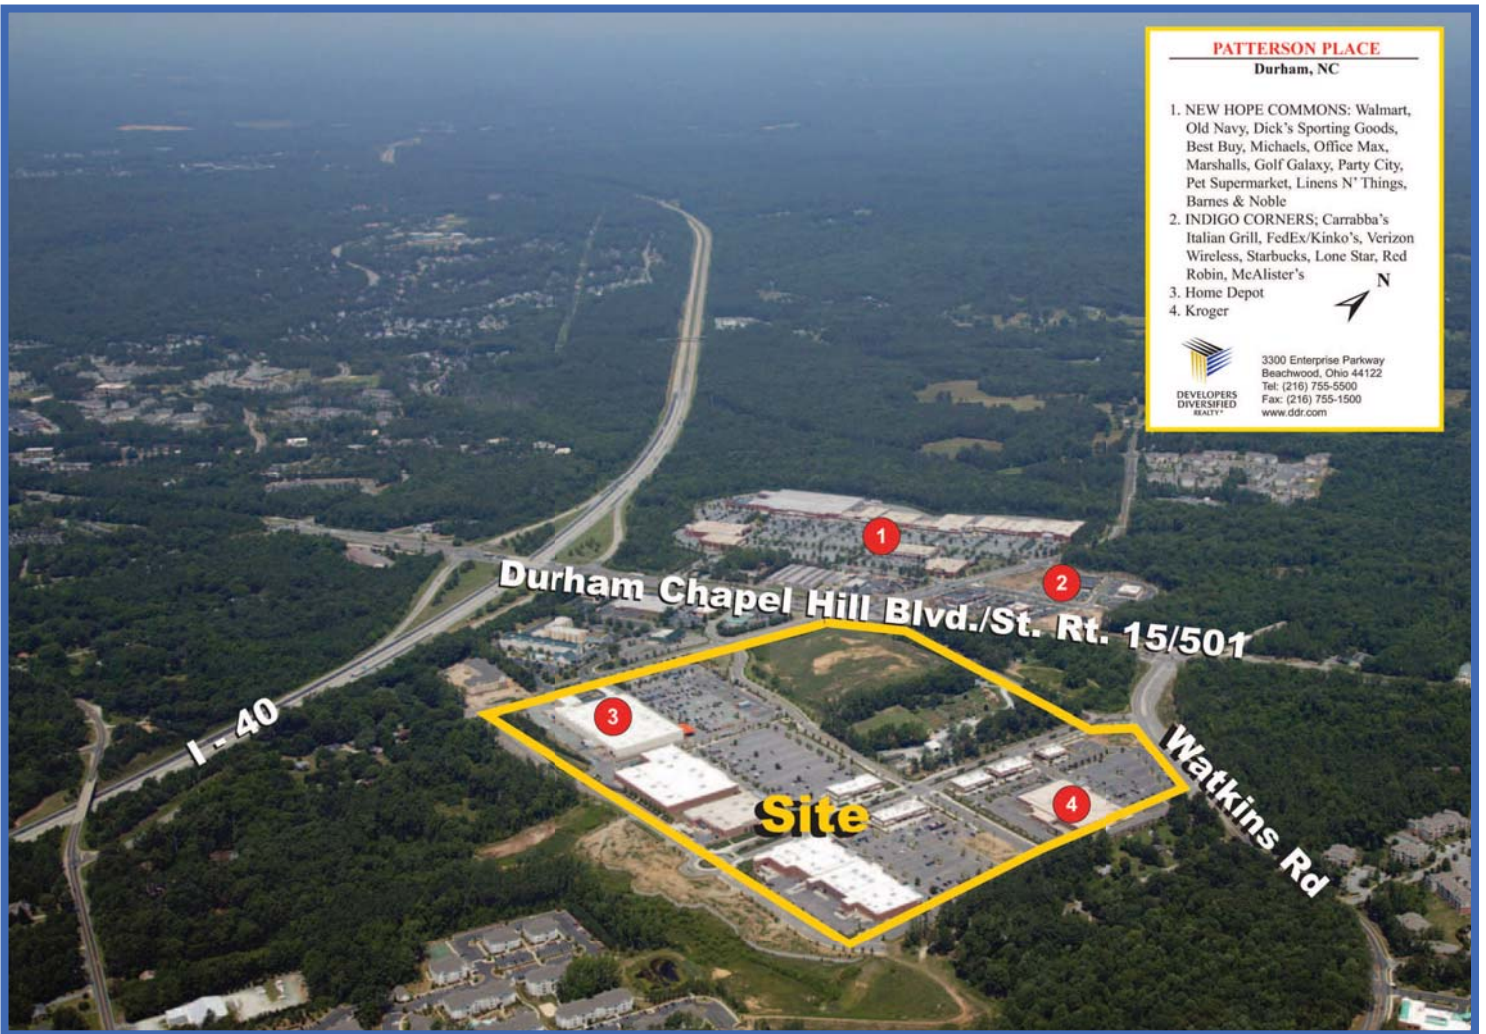 PATTERSON PLACE
Durham, NC
1. NEW HOPE COMMONS: Walmart,
Old Navy, Dick's Sporting Goods,
Best Buy, Michaels, Office Max,
Marshalls, Golf Galaxy, Party City,
Pet Supermarket, Linens N' Things,
Barnes & Noble
2. INDIGO CORNERS; Carrabba's
Italian Grill, FedEx/Kinko's, Verizon
Wireless, Starbucks, Lone Star, Red
Robin, McAlister's
3. Home Depot
4. Kroger
N
DEVELOPERS
DIVERSIFIED
REALTY
3300 Enterprise Parkway
Beachwood, Ohio 44122
Tel: (216) 755-5500
Fax: (216) 755-1500
www.ddr.com
1
2
Durham Chapel Hill Blvd./St. Rt. 15/501
I - 40
3
Site
4
Watkins Rd